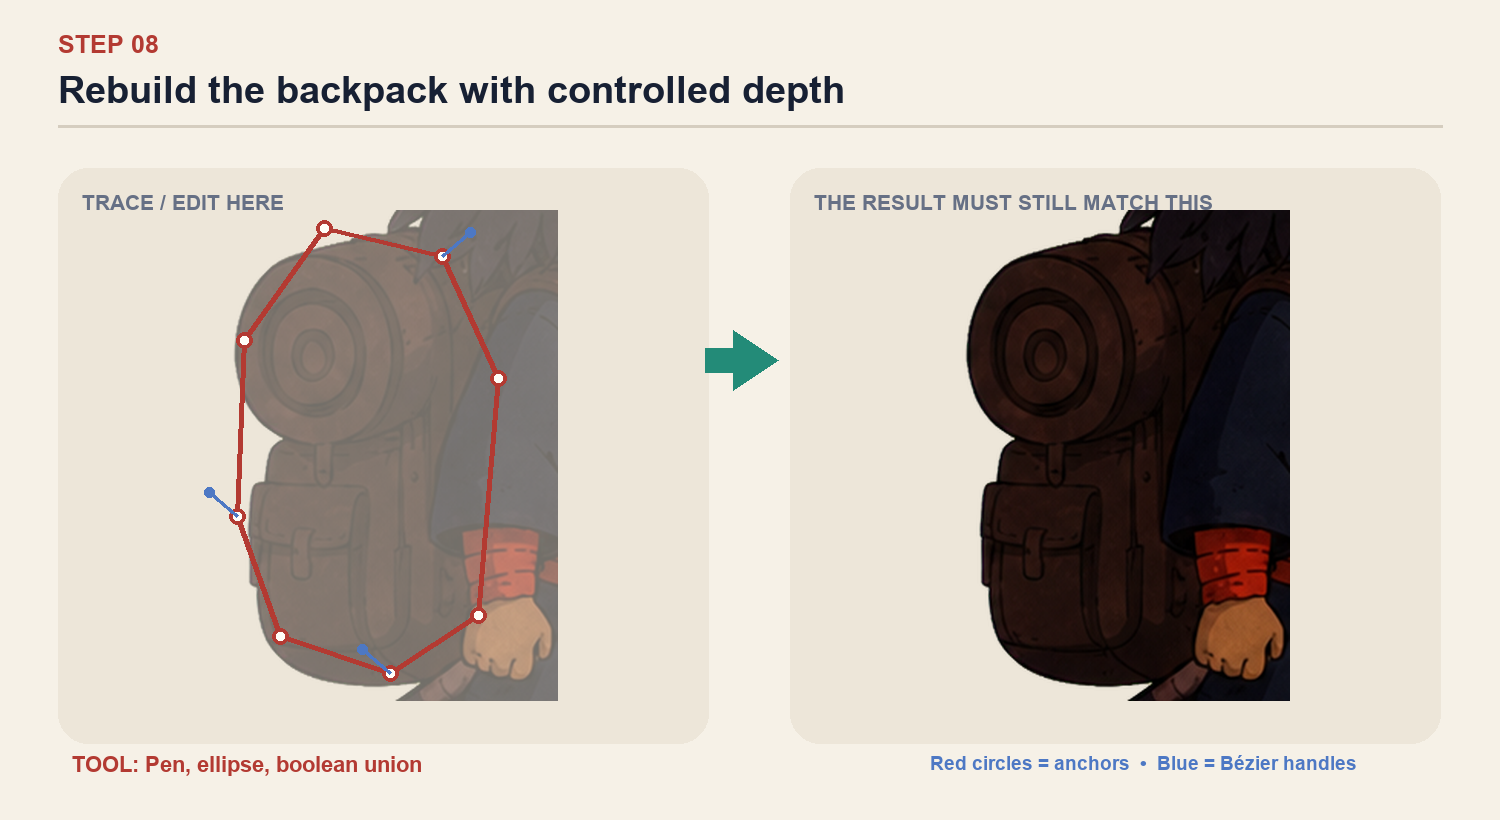 STEP 08
Rebuild the backpack with controlled depth
TRACE / EDIT HERE
THE RESULT MUST STILL MATCH THIS
TOOL: Pen, ellipse, boolean union
Red circles = anchors • Blue = Bézier handles